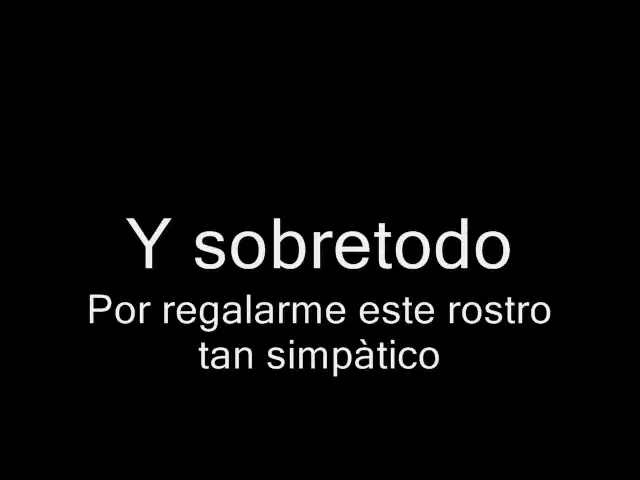 Y sobretodo
Por regalarme este rostro
tan simpàtico